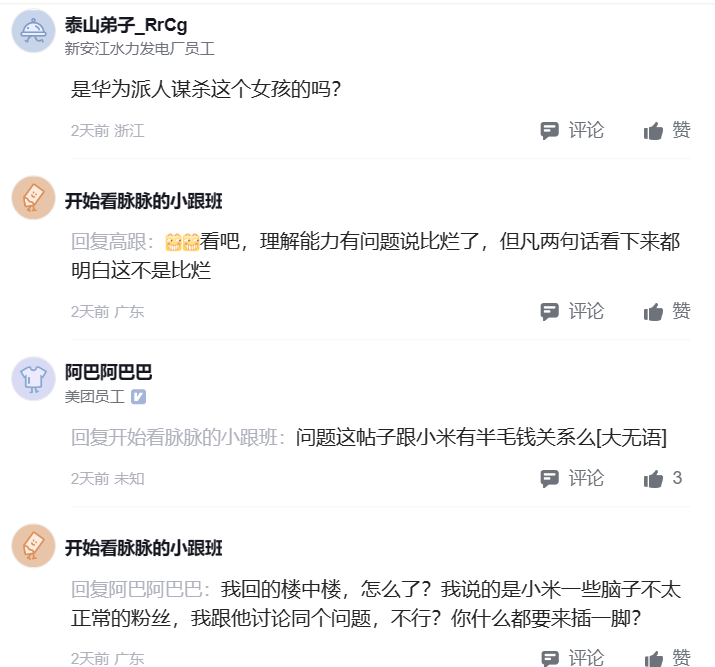 泰山弟子_RrCg
新安江水力发电厂员工
是华为派人谋杀这个女孩的吗？
2天前 浙江
评论
赞
开始看脉脉的小跟班
回复高跟：看吧，理解能力有问题说比烂了，但凡两句话看下来都
明白这不是比烂
2天前 广东
评论
赞
阿巴阿巴巴
美团员工
回复开始看脉脉的小跟班：问题这帖子跟小米有半毛钱关系么[大无语]
2天前 未知
评论
3
开始看脉脉的小跟班
回复阿巴阿巴巴：我回的楼中楼，怎么了？我说的是小米一些脑子不太
正常的粉丝，我跟他讨论同个问题，不行？你什么都要来插一脚？
2天前 广东
评论
赞